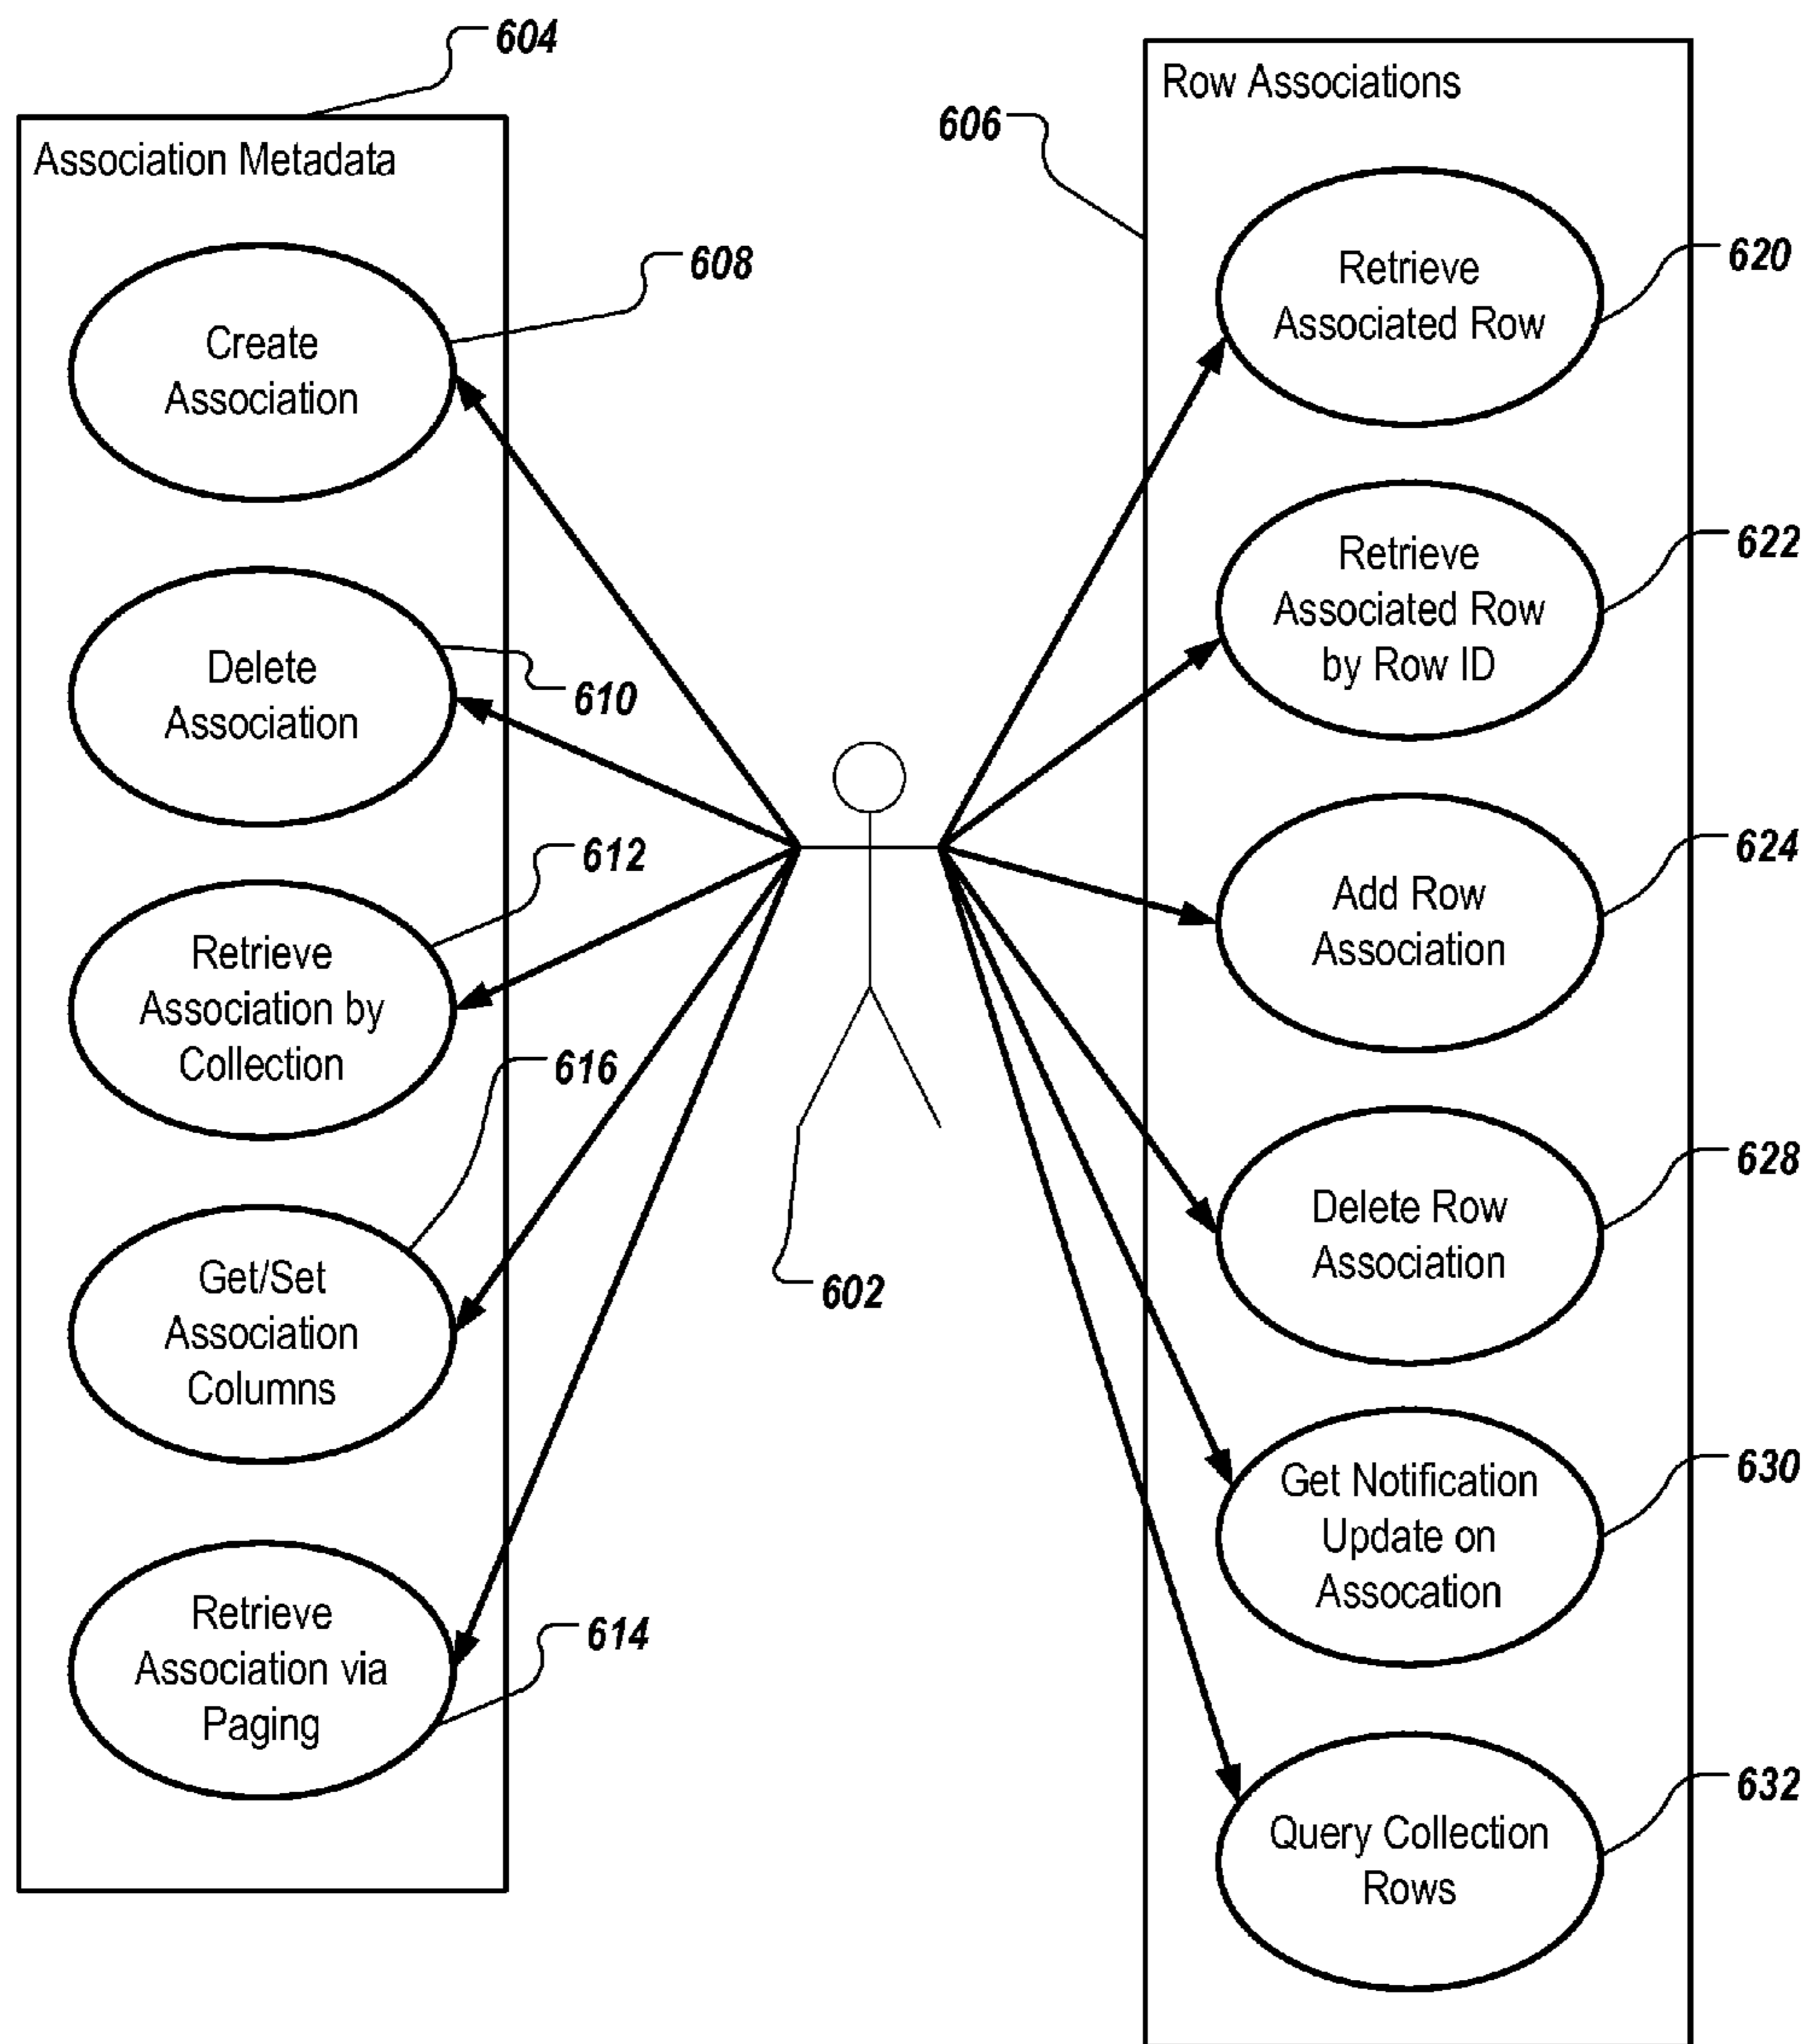 604
Association Metadata
608
Create
Association
Delete
Association
610
612
Retrieve
Association by
Collection
616
Get/Set
Association
Columns
Retrieve
Association via
Paging
614
602
606
Row Associations
Retrieve
Associated Row
620
Retrieve
Associated Row
by Row ID
622
Add Row
Association
624
Delete Row
Association
628
Get Notification
Update on
Assocation
630
Query Collection
Rows
632